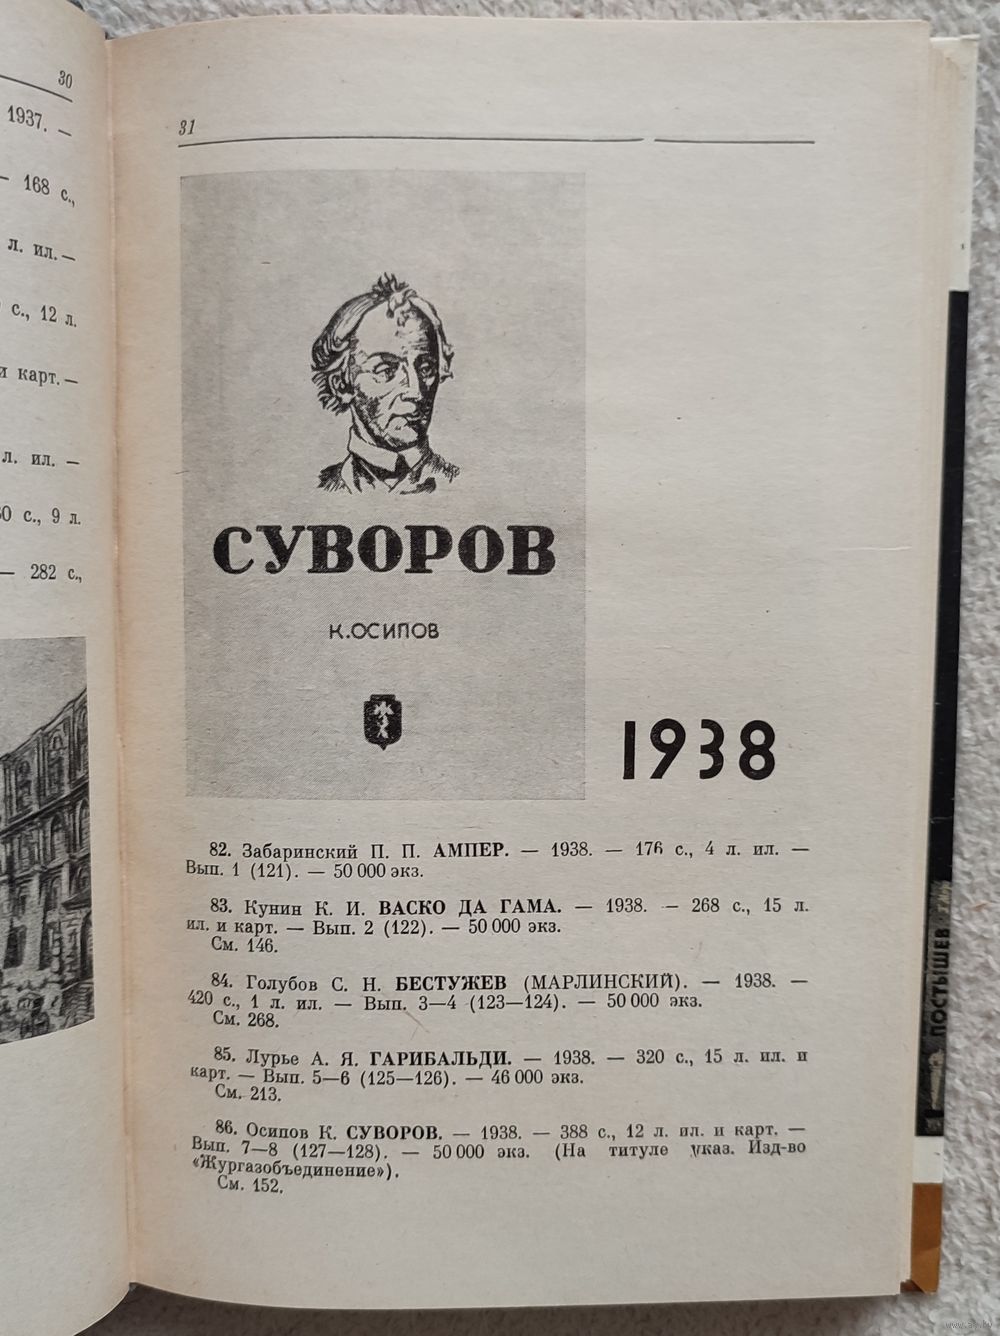 30
1937. —
— 168 с.,
л. ил. —
с., 12 л.
и карт. —
л. ил. —
с., 9 л.
— 282 с.,
31
СУВОРОВ
К. ОСИПОВ
ЖЗЛ
1938
82. Забаринский П. П. АМПЕР. — 1938. — 176 с., 4 л. ил. —
Вып. 1 (121). — 50 000 экз.
83. Кунин К. И. ВАСКО ДА ГАМА. — 1938. — 268 с., 15 л.
ил. и карт. — Вып. 2 (122). — 50 000 экз.
См. 146.
84. Голубов С. Н. БЕСТУЖЕВ (МАРЛИНСКИЙ). — 1938. —
420 с., 1 л. ил. — Вып. 3—4 (123—124). — 50 000 экз.
См. 268.
85. Лурье А. Я. ГАРИБАЛЬДИ. — 1938. — 320 с., 15 л. ил. и
карт. — Вып. 5—6 (125—126). — 46 000 экз.
См. 213.
86. Осипов К. СУВОРОВ. — 1938. — 388 с., 12 л. ил. и карт. —
Вып. 7—8 (127—128). — 50 000 экз. (На титуле указ. Изд-во
«Жургазобъединение»).
См. 152.
ПОСТЫШЕВ
www.ay.by